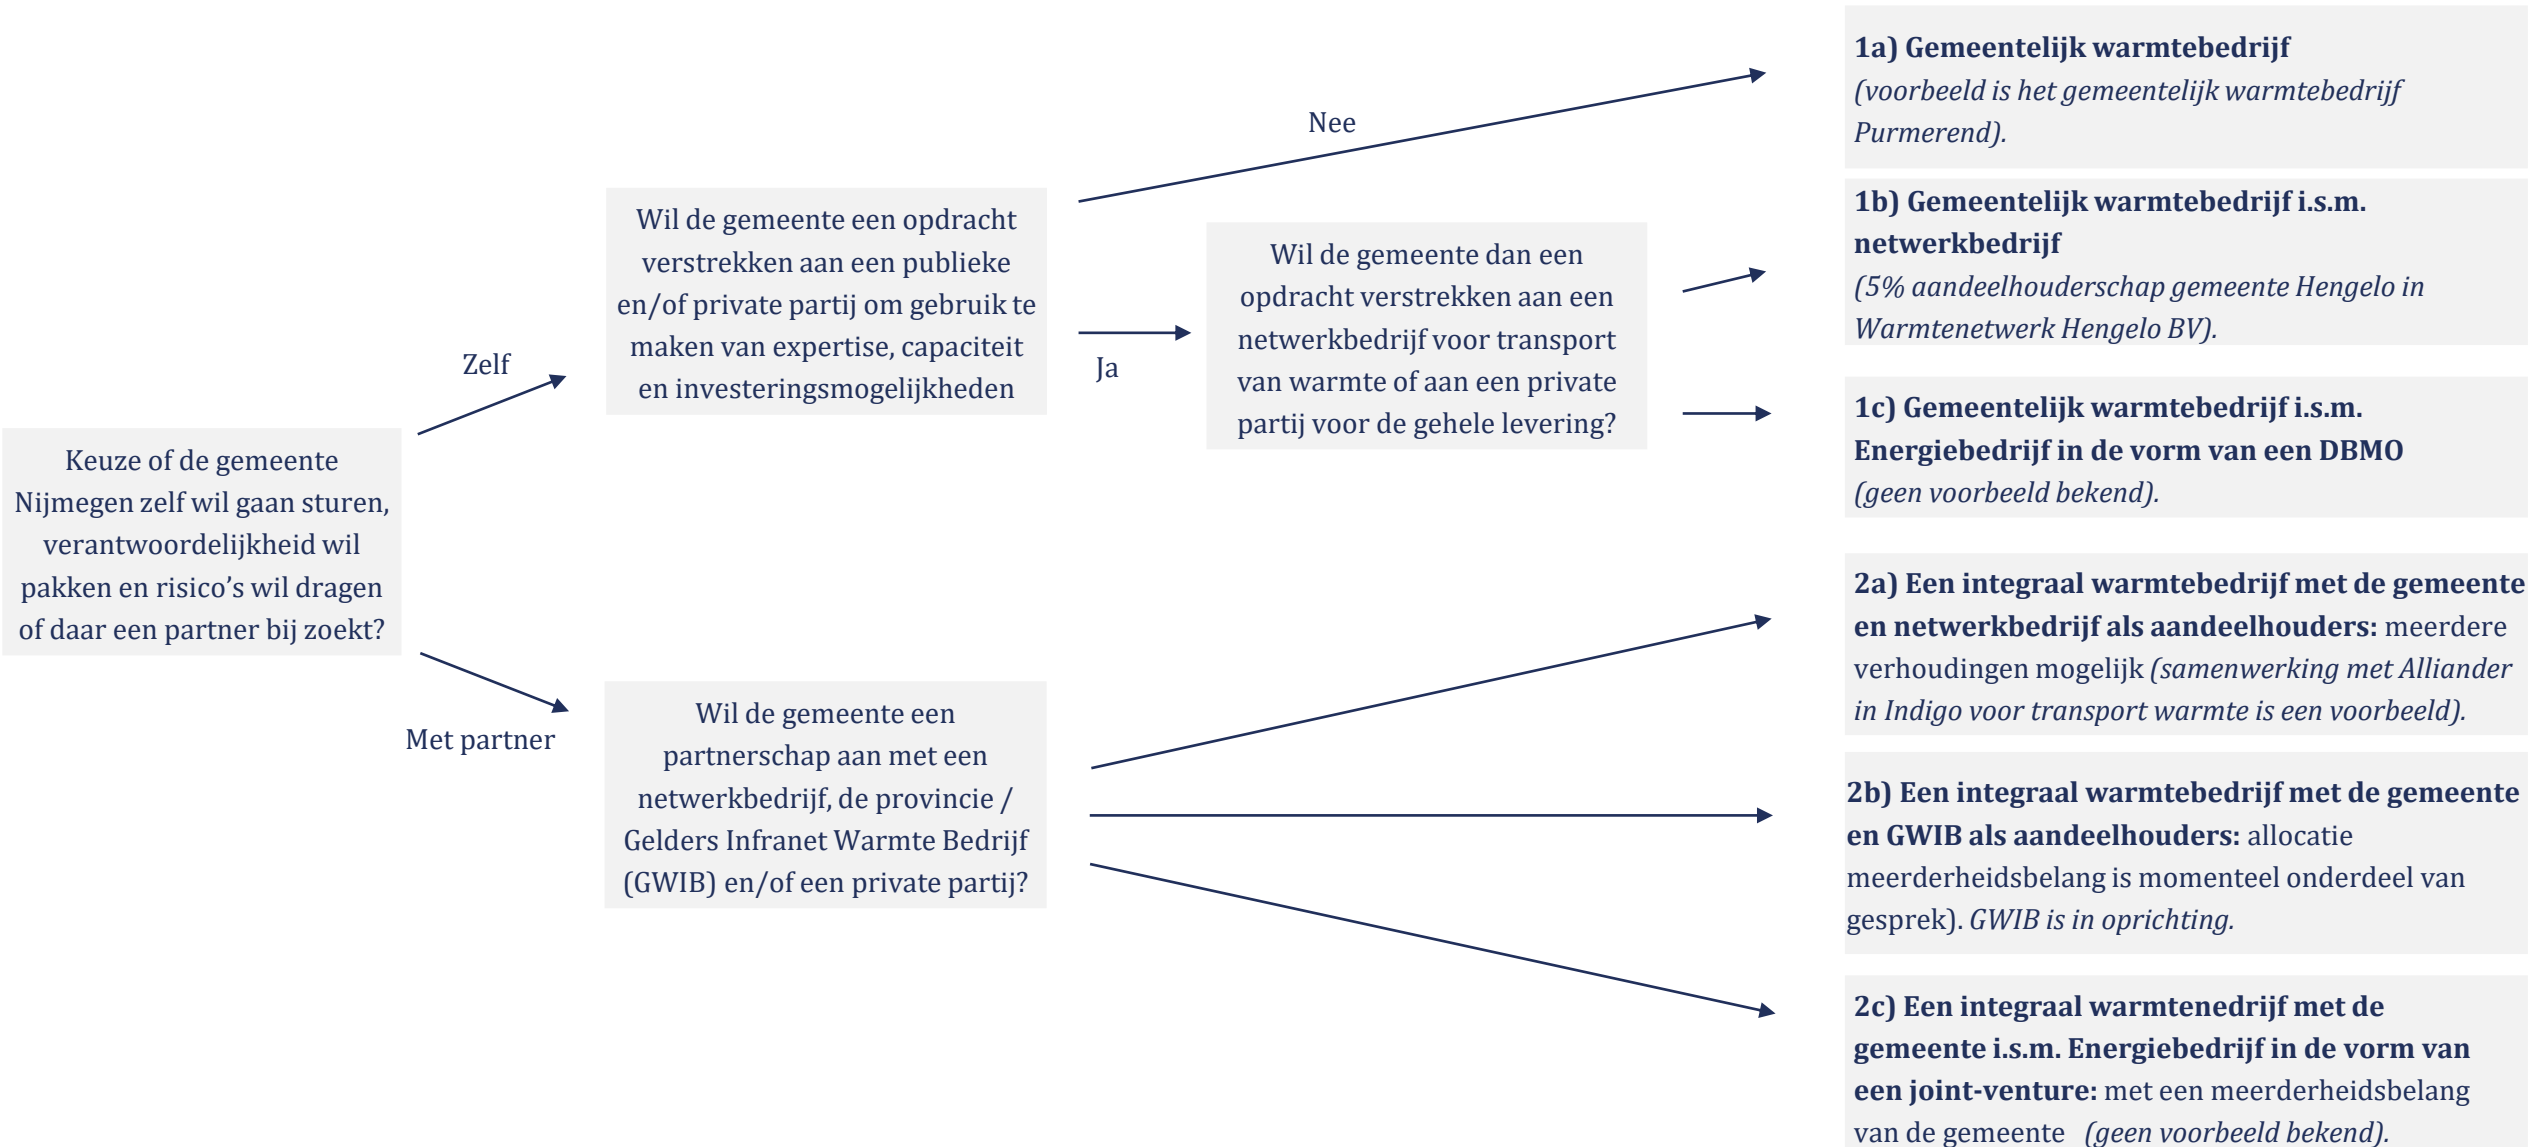 Keuze of de gemeente
Nijmegen zelf wil gaan sturen,
verantwoordelijkheid wil
pakken en risico’s wil dragen
of daar een partner bij zoekt?
Zelf
Met partner
Wil de gemeente een opdracht
verstrekken aan een publieke
en/of private partij om gebruik te
maken van expertise, capaciteit
en investeringsmogelijkheden
Nee
Ja
Wil de gemeente dan een
opdracht verstrekken aan een
netwerkbedrijf voor transport
van warmte of aan een private
partij voor de gehele levering?
Wil de gemeente een
partnerschap aan met een
netwerkbedrijf, de provincie /
Gelders Infranet Warmte Bedrijf
(GWIB) en/of een private partij?
1a) Gemeentelijk warmtebedrijf
(voorbeeld is het gemeentelijk warmtebedrijf
Purmerend).
1b) Gemeentelijk warmtebedrijf i.s.m.
netwerkbedrijf
(5% aandeelhouderschap gemeente Hengelo in
Warmtenetwerk Hengelo BV).
1c) Gemeentelijk warmtebedrijf i.s.m.
Energiebedrijf in de vorm van een DBMO
(geen voorbeeld bekend).
2a) Een integraal warmtebedrijf met de gemeente
en netwerkbedrijf als aandeelhouders: meerdere
verhoudingen mogelijk (samenwerking met Alliander
in Indigo voor transport warmte is een voorbeeld).
2b) Een integraal warmtebedrijf met de gemeente
en GWIB als aandeelhouders: allocatie
meerderheidsbelang is momenteel onderdeel van
gesprek). GWIB is in oprichting.
2c) Een integraal warmtenedrijf met de
gemeente i.s.m. Energiebedrijf in de vorm van
een joint-venture: met een meerderheidsbelang
van de gemeente (geen voorbeeld bekend).